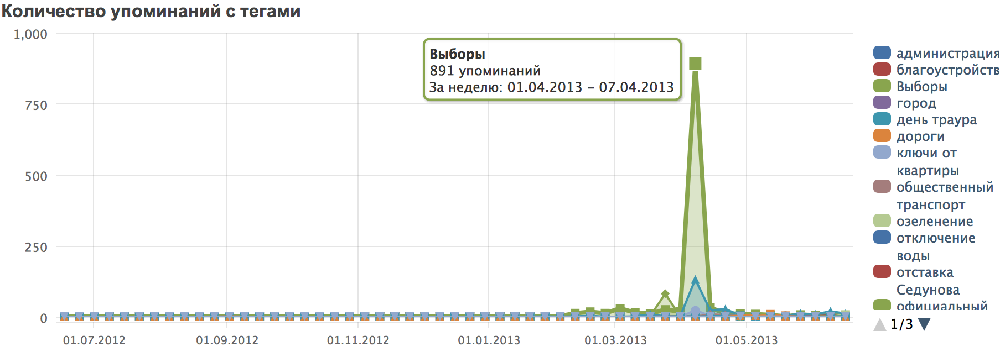 Количество упоминаний с тегами
1,000
750
500
250
0
Выборы
891 упоминаний
За неделю: 01.04.2013 – 07.04.2013
01.07.2012
01.09.2012
01.11.2012
01.01.2013
01.03.2013
01.05.2013
администрация
благоустройств
Выборы
город
день траура
дороги
ключи от
квартиры
общественный
транспорт
озеленение
отключение
воды
отставка
Седунова
официальный
1/3